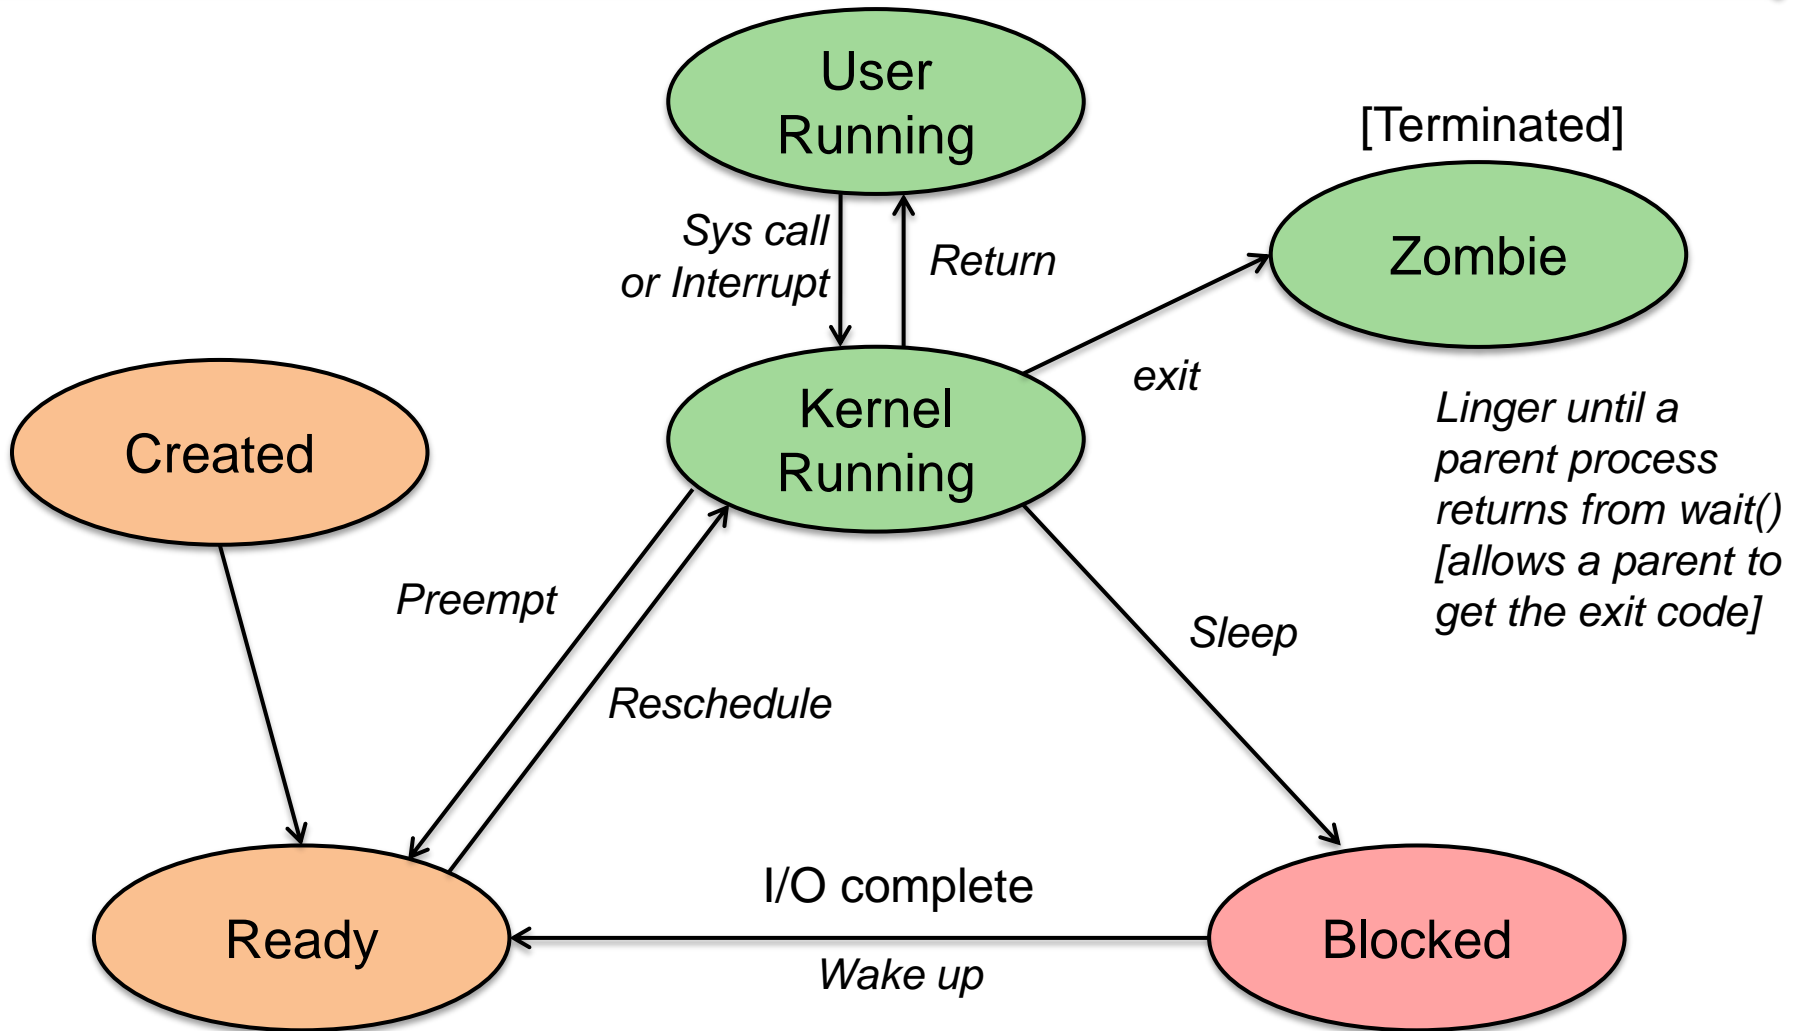 User
Running
[Terminated]
Sys call
or Interrupt
Return
Zombie
exit
Kernel
Running
Created
Linger until a
parent process
returns from wait()
[allows a parent to
get the exit code]
Preempt
Sleep
Reschedule
I/O complete
Ready
Blocked
Wake up